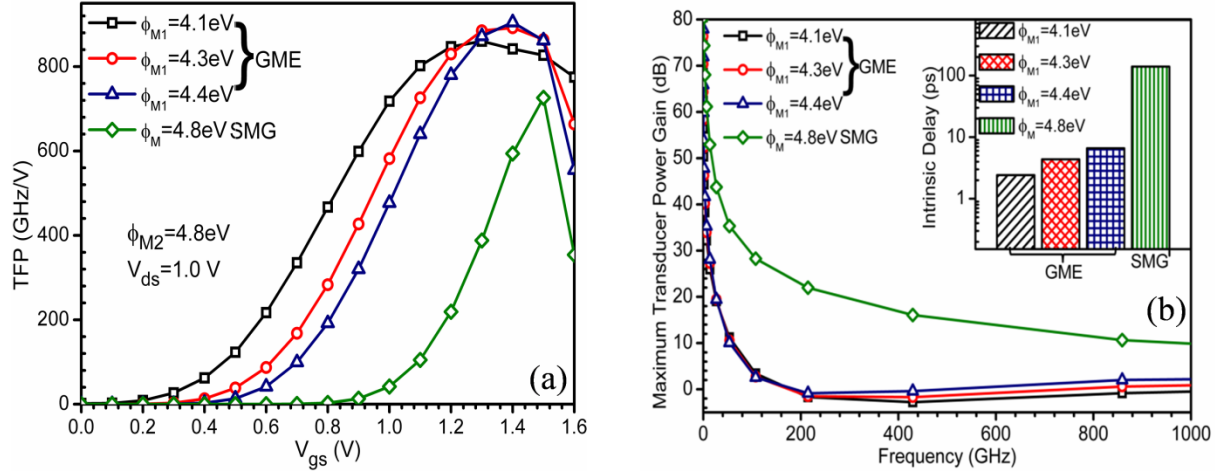 TFP (GHz/V)
800
600
400
200
0
ϕM1=4.1eV
ϕM1=4.3eV
ϕM1=4.4eV
GME
ϕM=4.8eV SMG
ϕM2=4.8eV
Vds=1.0 V
(a)
0.0 0.2 0.4 0.6 0.8 1.0 1.2 1.4 1.6
Vgs (V)
Maximum Transducer Power Gain (dB)
80
70
60
50
40
30
20
10
0
ϕM1=4.1eV
ϕM1=4.3eV
ϕM1=4.4eV
GME
ϕM=4.8eV SMG
Intrinsic Delay (ps)
100
10
1
ϕM1=4.1eV
ϕM1=4.3eV
ϕM1=4.4eV
ϕM=4.8eV
GME SMG
(b)
0 200 400 600 800 1000
Frequency (GHz)